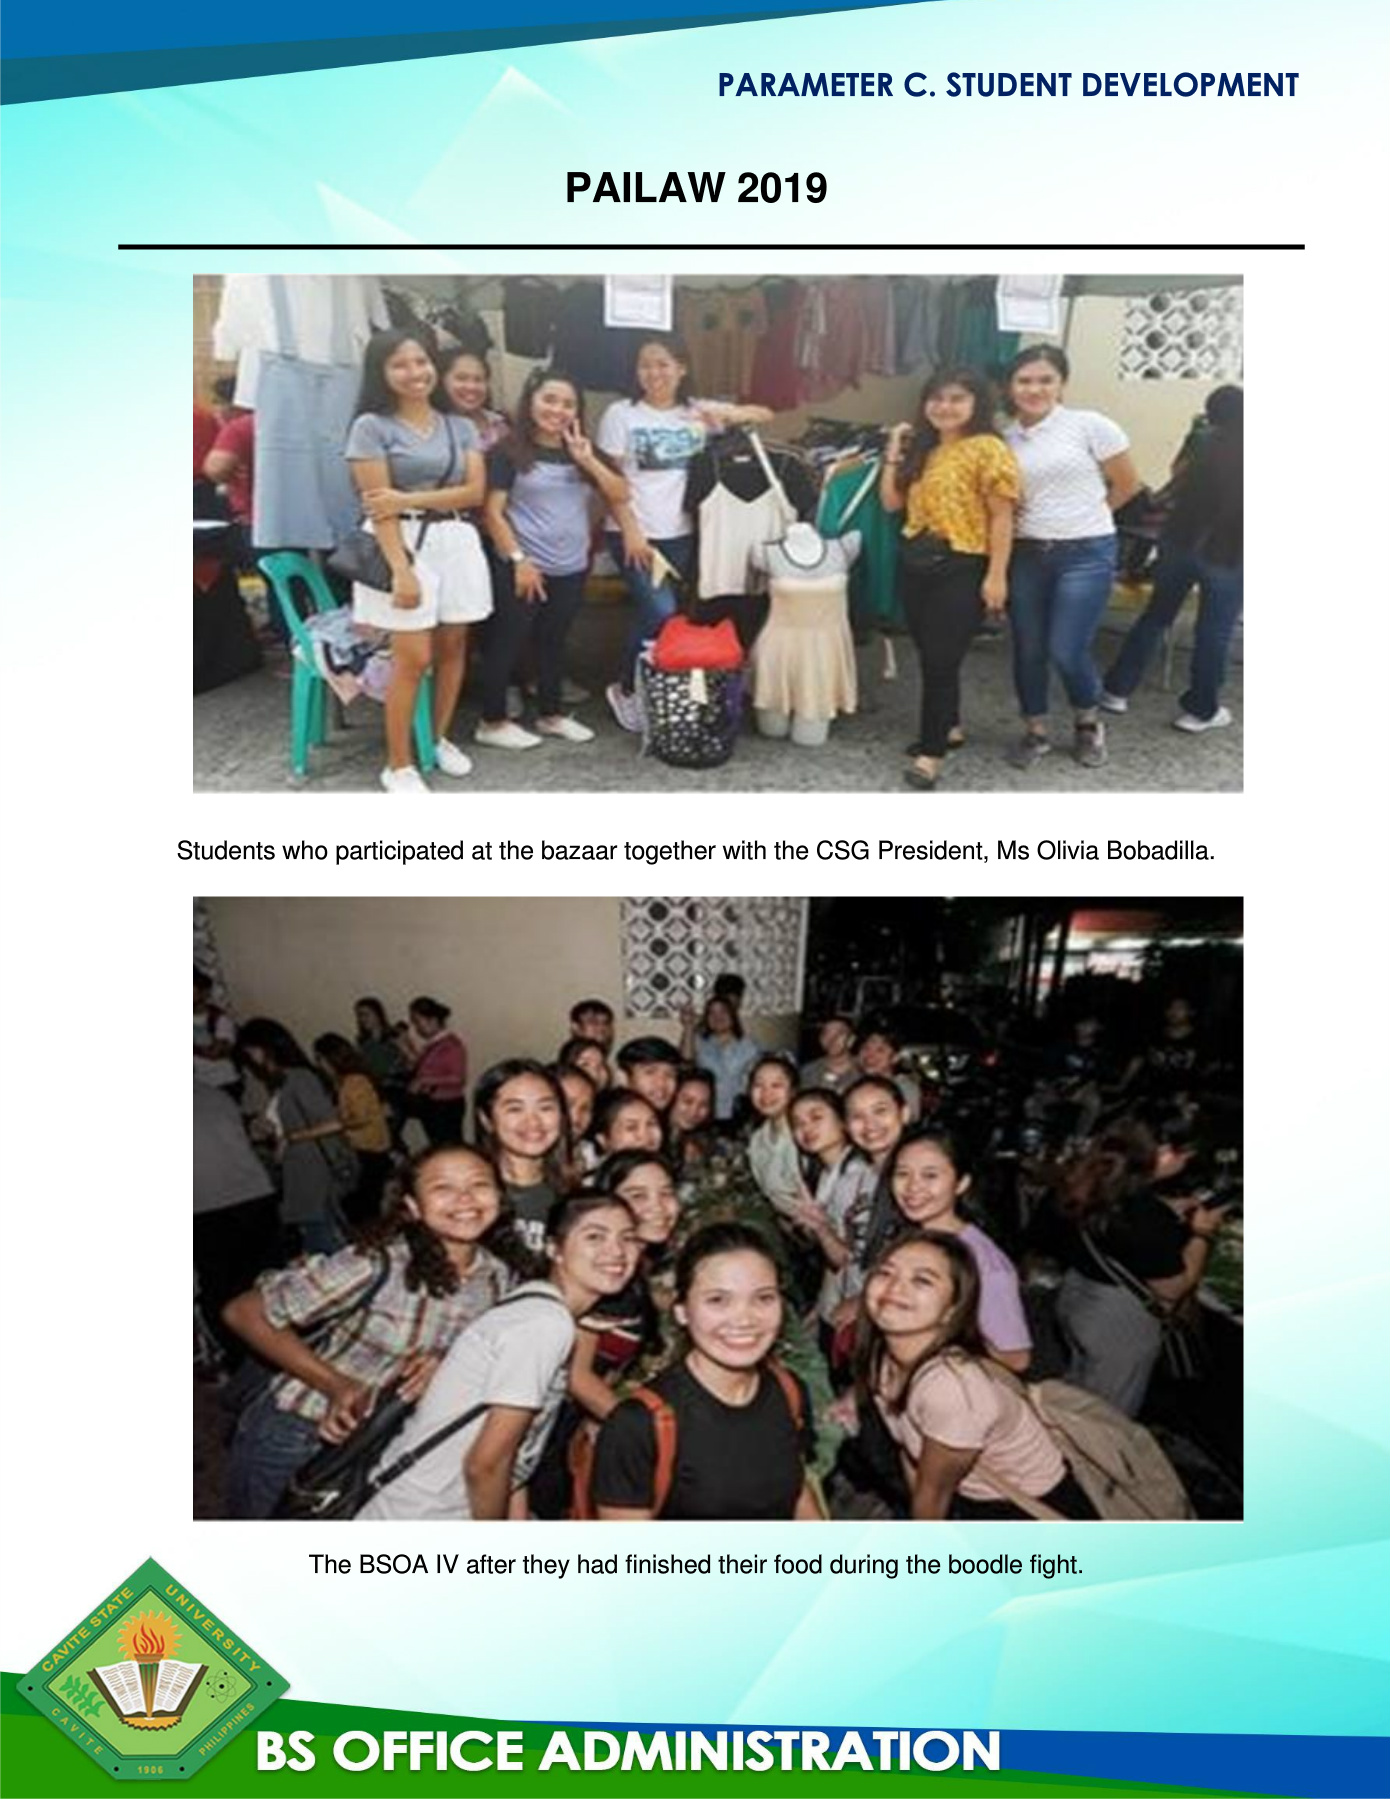 PARAMETER C. STUDENT DEVELOPMENT
PAILAW 2019
Students who participated at the bazaar together with the CSG President, Ms Olivia Bobadilla.
The BSOA IV after they had finished their food during the boodle fight.
CAVITE STATE UNIVERSITY
CAVITE
1906
PHILIPPINES
BS OFFICE ADMINISTRATION